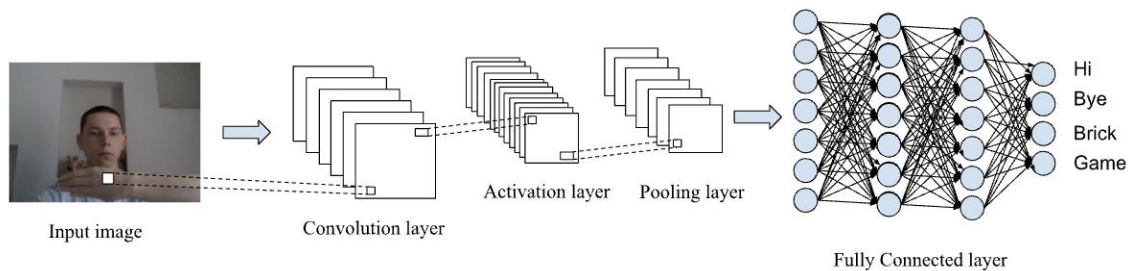 Hi
Bye
Brick
Game
Input image
Convolution layer
Activation layer
Pooling layer
Fully Connected layer